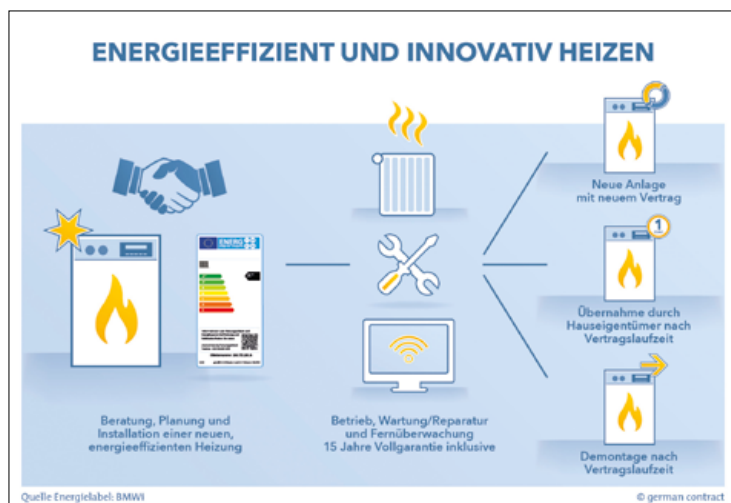 ENERGIEEFFIZIENT UND INNOVATIV HEIZEN
Neue Anlage
mit neuem Vertrag
ENERG
1
Übernahme durch
Hauseigentümer nach
Vertragslaufzeit
Beratung, Planung und
Installation einer neuen,
energieeffizienten Heizung
Betrieb, Wartung/Reparatur
und Fernüberwachung
15 Jahre Vollgarantie inklusive
Demontage nach
Vertragslaufzeit
Quelle Energielabel: BMWI
© german contract